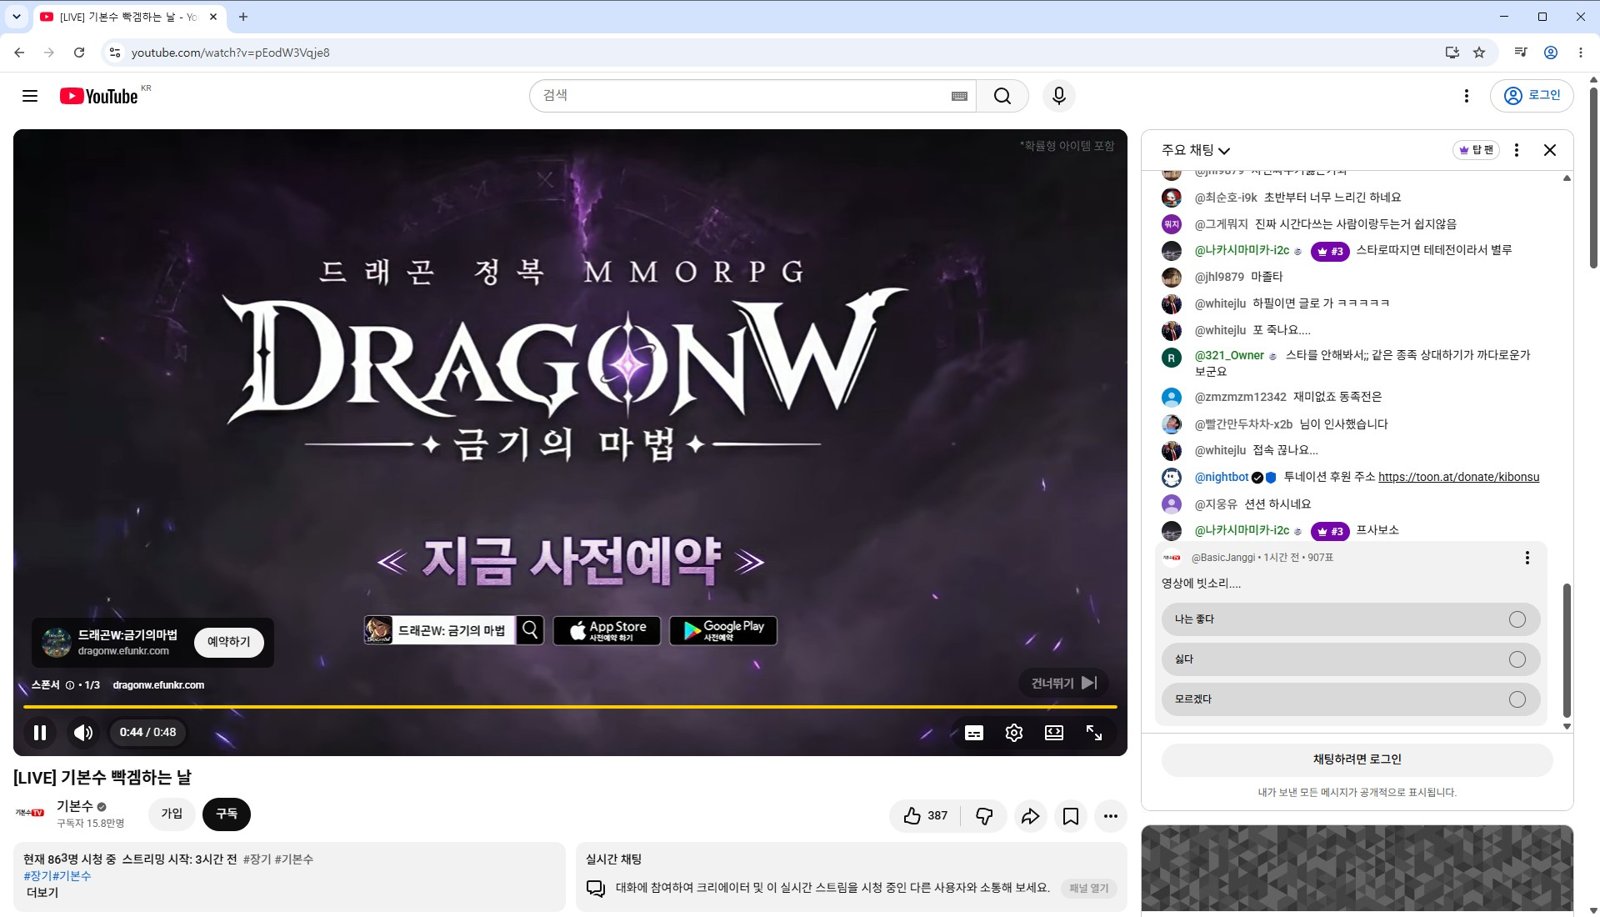 [LIVE] 기본수 빡겜하는 날 - Yo
youtube.com/watch?v=pEodW3Vqje8
YouTube KR
검색
로그인
*확률형 아이템 포함
드래곤 정복 MMORPG
DRAGONW
금기의 마법
≪ 지금 사전예약 ≫
드래곤W: 금기의 마법
App Store
사전예약 하기
Google Play
사전예약
드래곤W:금기의마법
dragonw.efunkr.com
예약하기
스폰서 • 1/3 dragonw.efunkr.com
건너뛰기
0:44 / 0:48
[LIVE] 기본수 빡겜하는 날
기본수TV
기본수
구독자 15.8만명
가입
구독
387
현재 863명 시청 중 스트리밍 시작: 3시간 전 #장기 #기본수
#장기#기본수
더보기
실시간 채팅
대화에 참여하여 크리에이터 및 이 실시간 스트림을 시청 중인 다른 사용자와 소통해 보세요.
패널 열기
주요 채팅
탑 팬
@jhl9879
@최순호-i9k 초반부터 너무 느리긴 하네요
뭐지
@그게뭐지 진짜 시간다쓰는 사람이랑두는거 쉽지않음
@나카시마미카-i2c #3 스타로따지면 테테전이라서 별루
@jhl9879 마졸타
@whitejlu 하필이면 글로 가 ㅋㅋㅋㅋㅋ
@whitejlu 포 죽나요....
R
@321_Owner 스타를 안해봐서;; 같은 종족 상대하기가 까다로운가
보군요
@zmzmzm12342 재미없죠 동족전은
@빨간만두차차-x2b 님이 인사했습니다
@whitejlu 접속 끊나요...
@nightbot 투네이션 후원 주소 https://toon.at/donate/kibonsu
@지웅유 션션 하시네요
@나카시마미카-i2c #3 프사보소
@BasicJanggi • 1시간 전 • 907표
영상에 빗소리....
나는 좋다
싫다
모르겠다
채팅하려면 로그인
내가 보낸 모든 메시지가 공개적으로 표시됩니다.